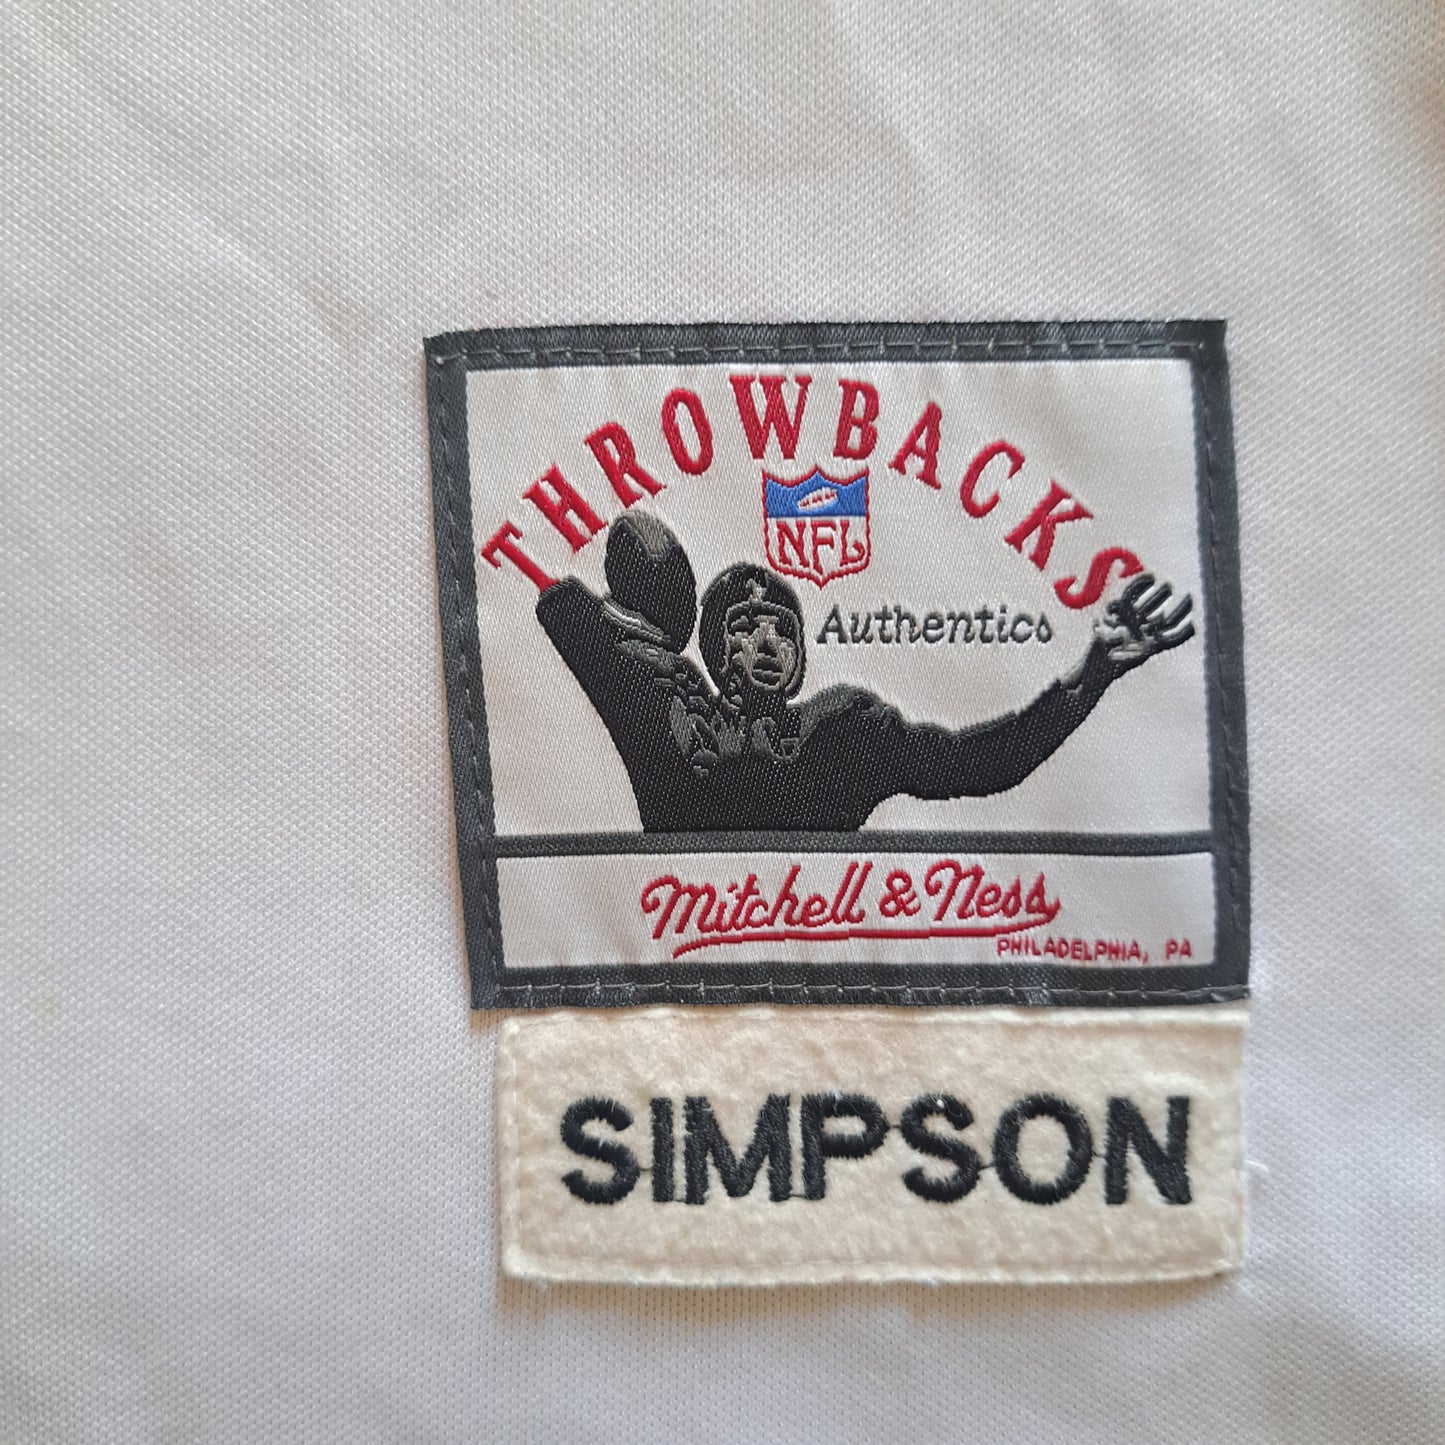 THROWBACKS
NFL
Authentics
Mitchell & Ness
PHILADELPHIA, PA
SIMPSON